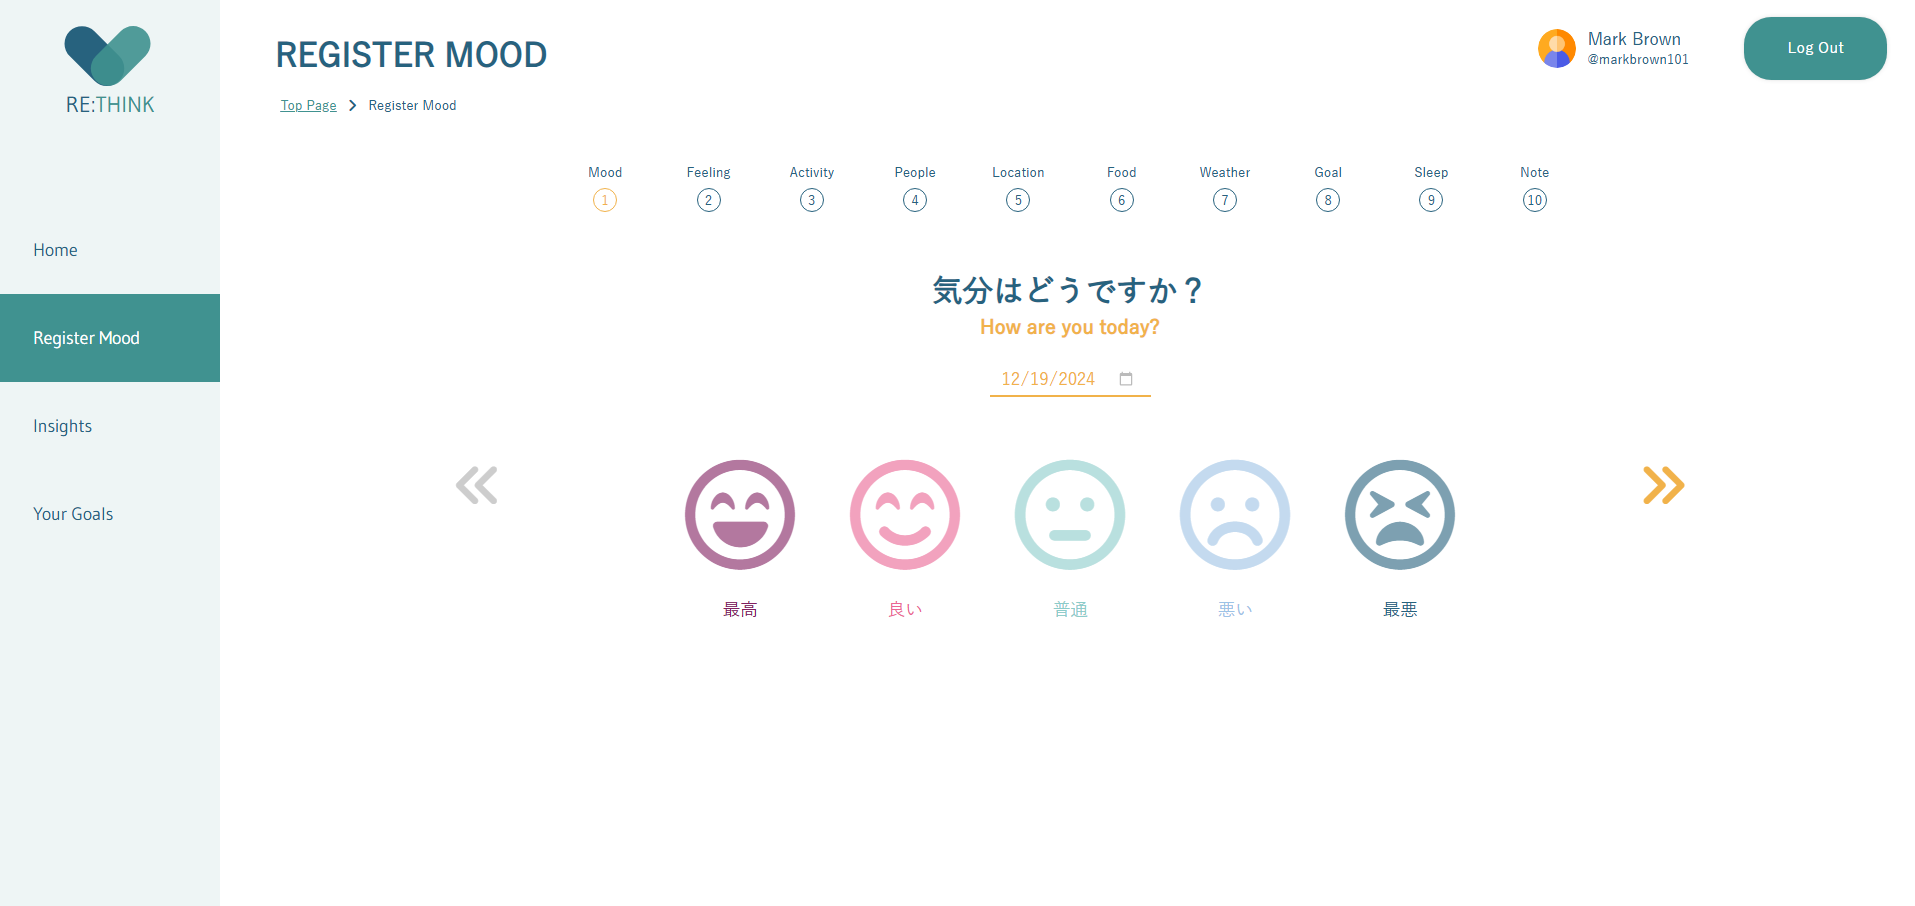 RE:THINK
Home
Register Mood
Insights
Your Goals
REGISTER MOOD
Mark Brown
@markbrown101
Log Out
Top Page > Register Mood
Mood Feeling Activity People Location Food Weather Goal Sleep Note
1 2 3 4 5 6 7 8 9 10
気分はどうですか？
How are you today?
12/19/2024
最高 良い 普通 悪い 最悪